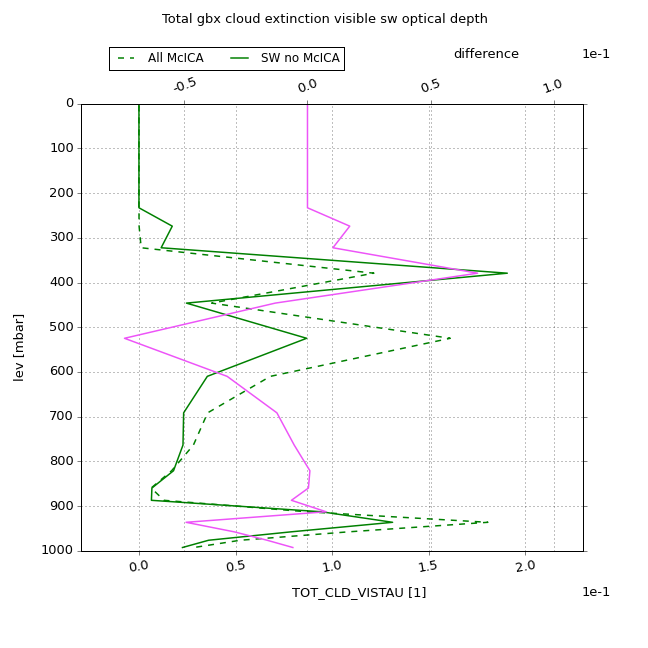 Total gbx cloud extinction visible sw optical depth
All McICA SW no McICA difference 1e-1
-0.5 0.0 0.5 1.0
0
100
200
300
400
500
600
700
800
900
1000
lev [mbar]
0.0 0.5 1.0 1.5 2.0
TOT_CLD_VISTAU [1] 1e-1